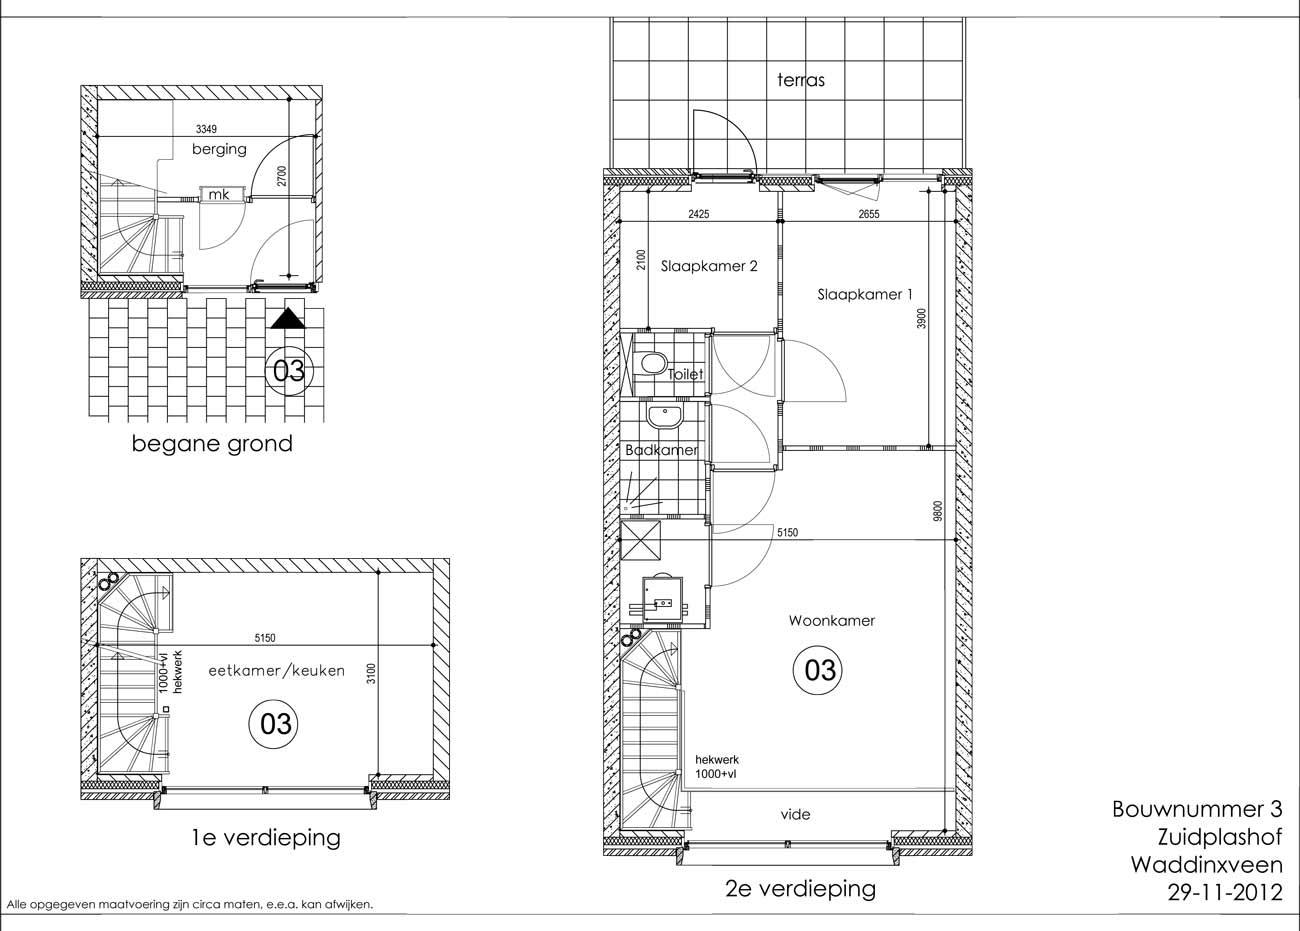 terras
3349
berging
2700
mk
03
begane grond
2425
2655
2100
Slaapkamer 2
Slaapkamer 1
3900
Toilet
Badkamer
9800
5150
Woonkamer
03
hekwerk
1000+vl
vide
2e verdieping
5150
1000+vl
hekwerk
eetkamer/keuken
3100
03
1e verdieping
Bouwnummer 3
Zuidplashof
Waddinxveen
29-11-2012
Alle opgegeven maatvoering zijn circa maten, e.e.a. kan afwijken.